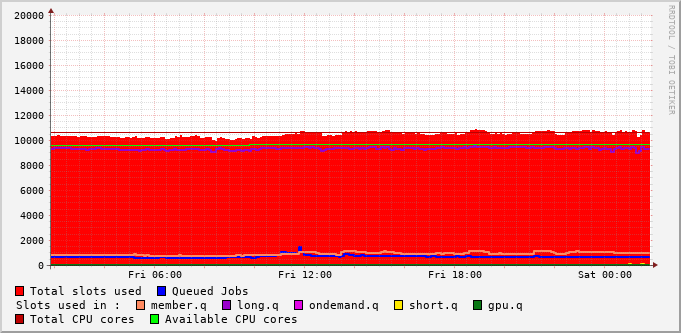 RRDTOOL / TOBI OETIKER
20000
18000
16000
14000
12000
10000
8000
6000
4000
2000
0
Fri 06:00 Fri 12:00 Fri 18:00 Sat 00:00
Total slots used Queued Jobs
Slots used in : member.q long.q ondemand.q short.q gpu.q
Total CPU cores Available CPU cores